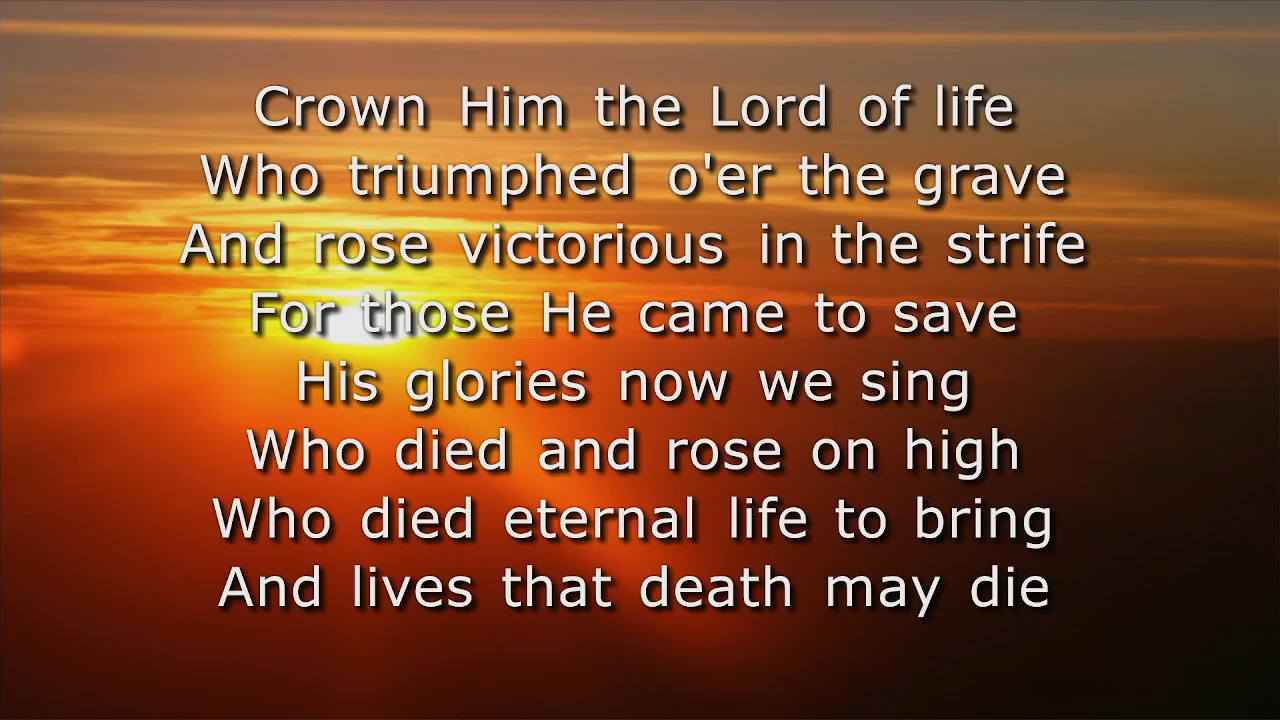 Crown Him the Lord of life
Who triumphed o'er the grave
And rose victorious in the strife
For those He came to save
His glories now we sing
Who died and rose on high
Who died eternal life to bring
And lives that death may die